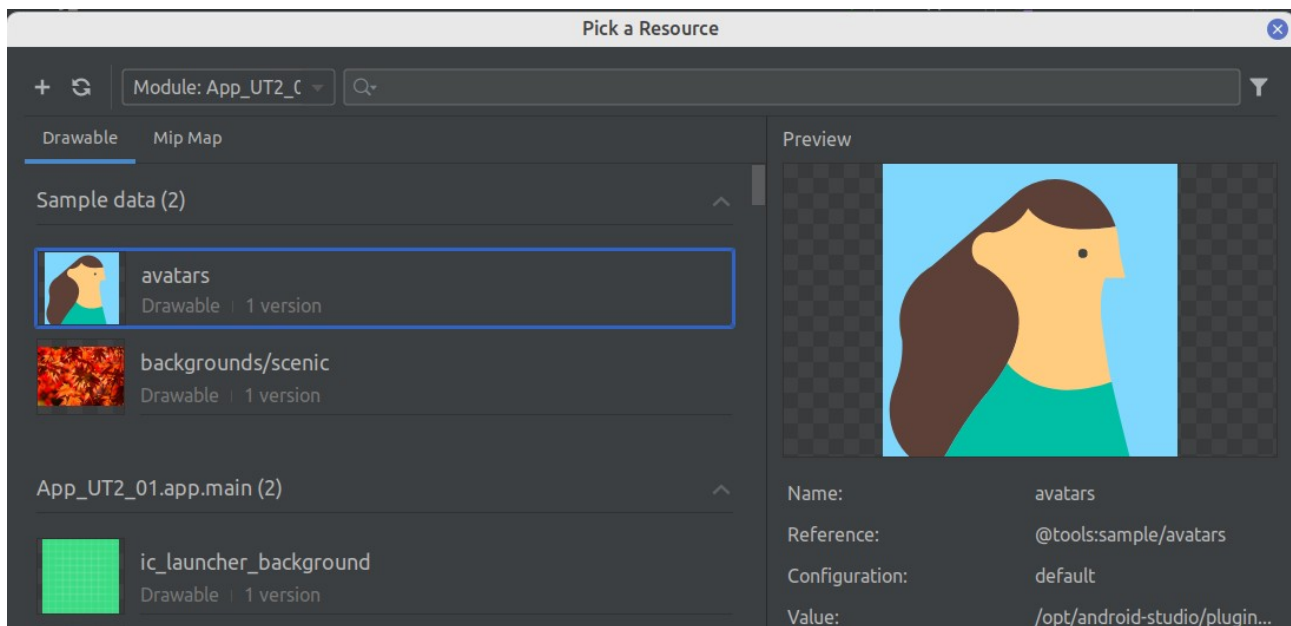 Pick a Resource
Module: App_UT2_0
Drawable Mip Map
Sample data (2)
avatars
Drawable | 1 version
backgrounds/scenic
Drawable | 1 version
App_UT2_01.app.main (2)
ic_launcher_background
Drawable | 1 version
Preview
Name: avatars
Reference: @tools:sample/avatars
Configuration: default
Value: /opt/android-studio/plugin...